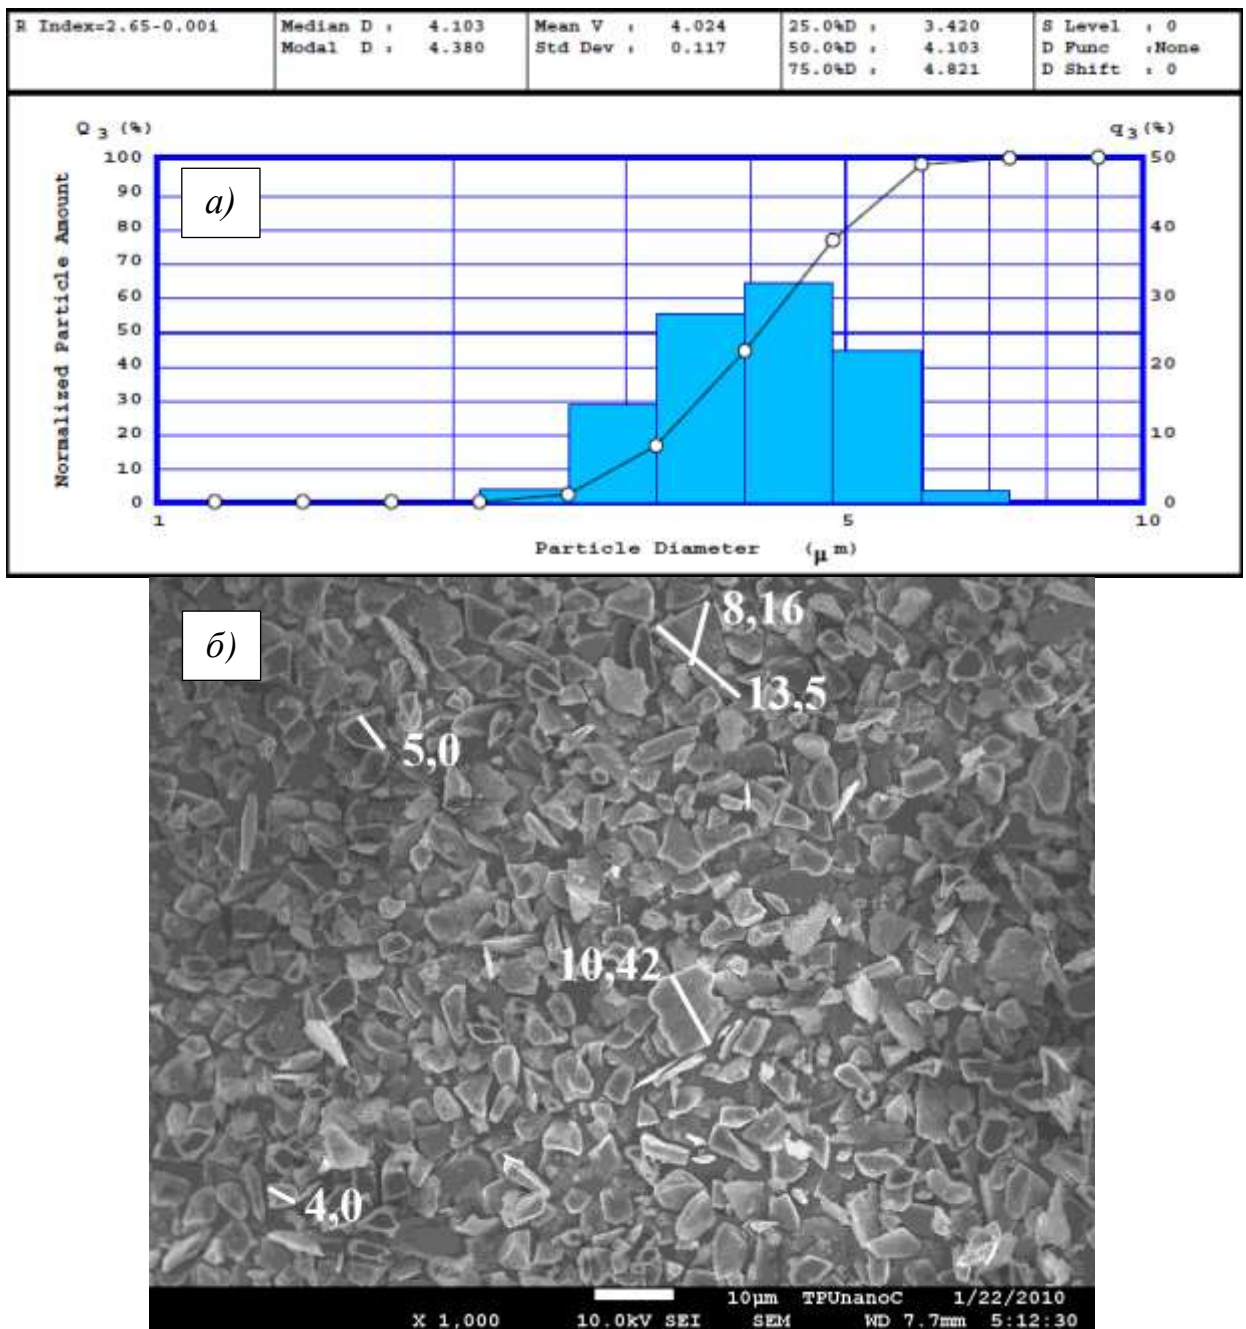 R Index=2.65-0.001 Median D : 4.103 Mean V : 4.024 25.0%D : 3.420 S Level : 0
Modal D : 4.380 Std Dev : 0.117 50.0%D : 4.103 D Func :None
75.0%D : 4.821 D Shift : 0
Q3 (%) q3 (%)
100 50
90
80 40
70
60 30
50
40 20
30
20 10
10
0 0
Normalized Particle Amount
а)
1 5 10
Particle Diameter (μm)
б)
8,16
13,5
5,0
10,42
4,0
10μm TPUnanoC 1/22/2010
X 1,000 10.0kV SEI SEM WD 7.7mm 5:12:30